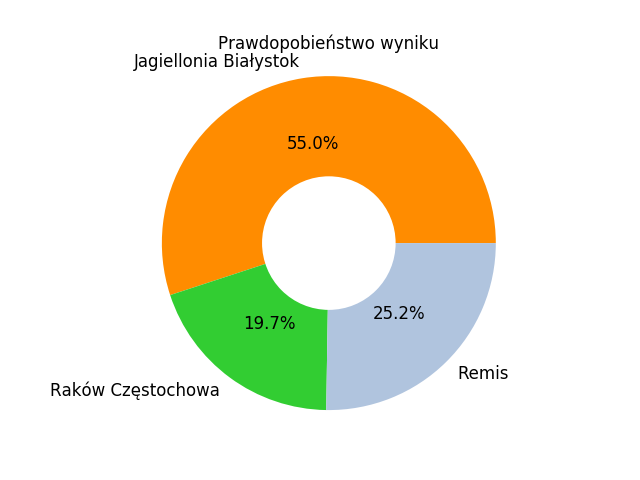 Prawdopobieństwo wyniku
Jagiellonia Białystok
55.0%
19.7%
25.2%
Raków Częstochowa
Remis